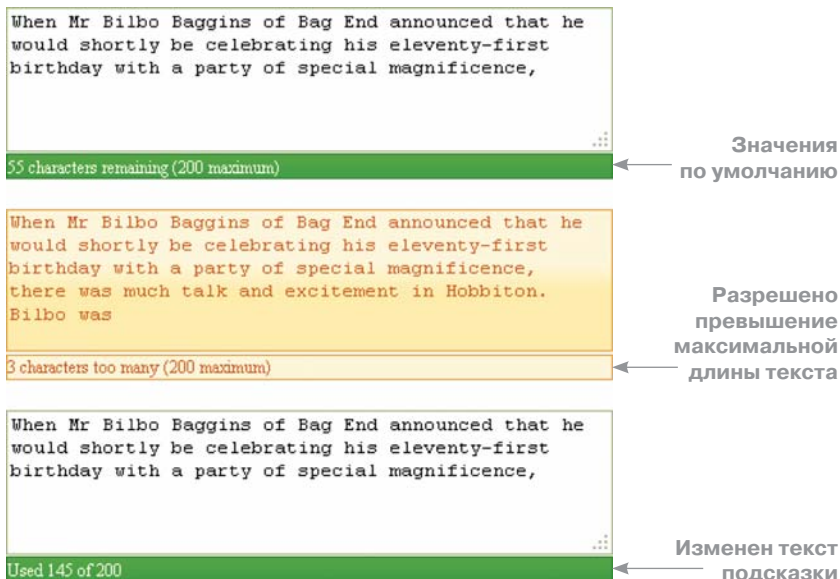 When Mr Bilbo Baggins of Bag End announced that he
would shortly be celebrating his eleventy-first
birthday with a party of special magnificence,
55 characters remaining (200 maximum)
Значения
по умолчанию
When Mr Bilbo Baggins of Bag End announced that he
would shortly be celebrating his eleventy-first
birthday with a party of special magnificence,
there was much talk and excitement in Hobbiton.
Bilbo was
3 characters too many (200 maximum)
Разрешено
превышение
максимальной
длины текста
When Mr Bilbo Baggins of Bag End announced that he
would shortly be celebrating his eleventy-first
birthday with a party of special magnificence,
Used 145 of 200
Изменен текст
подсказки